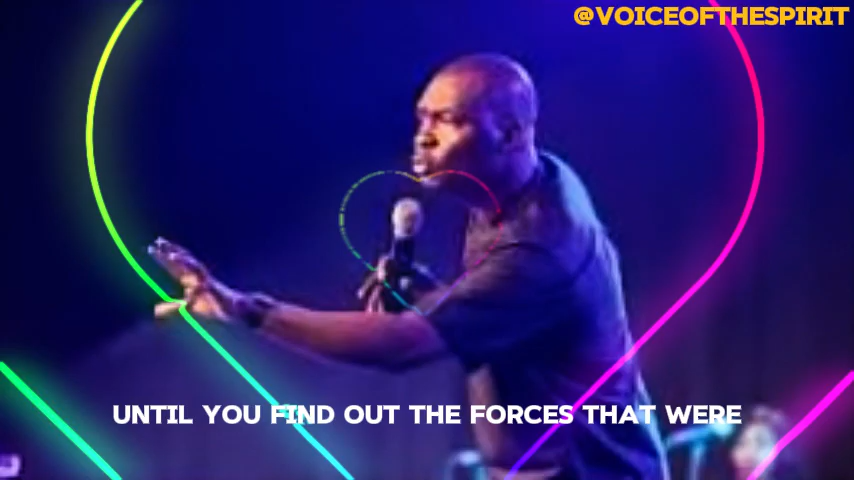 @VOICEOFTHESPIRIT
UNTIL YOU FIND OUT THE FORCES THAT WERE